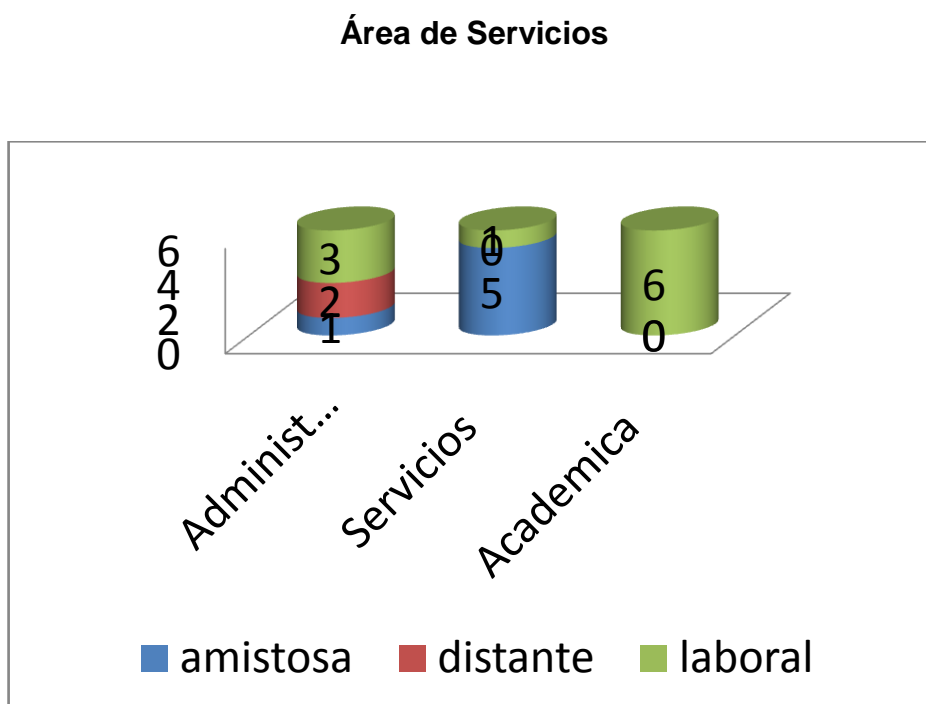 Área de Servicios
6
4
2
0
3
2
1
1
0
5
6
0
Administ...
Servicios
Academica
amistosa distante laboral